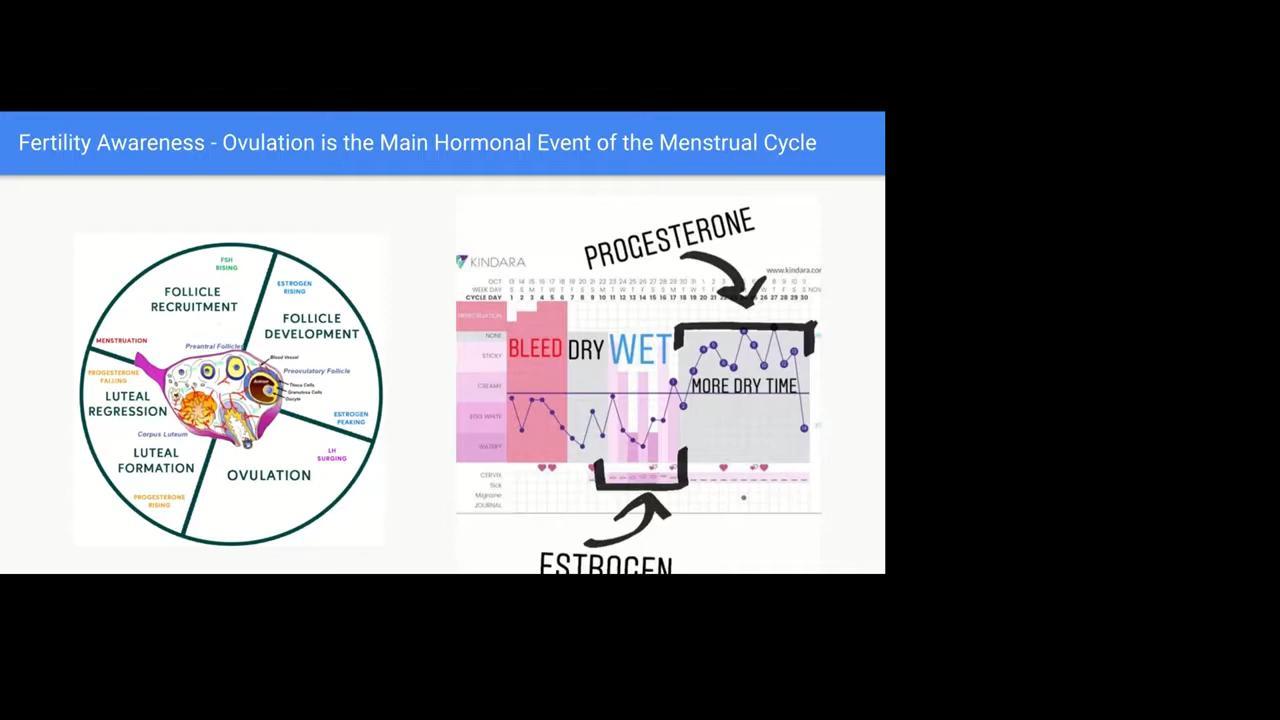 Fertility Awareness - Ovulation is the Main Hormonal Event of the Menstrual Cycle
FSH
RISING
FOLLICLE
RECRUITMENT
ESTROGEN
RISING
FOLLICLE
DEVELOPMENT
MENSTRUATION
Preantral Follicles
Blood Vessel
Preovulatory Follicle
Antrum
Theca Cells
Granulosa Cells
Oocyte
PROGESTERONE
FALLING
LUTEAL
REGRESSION
ESTROGEN
PEAKING
Corpus Luteum
LH
SURGING
LUTEAL
FORMATION
OVULATION
PROGESTERONE
RISING
PROGESTERONE
KINDARA
www.kindara.cor
OCT
WEEK DAY
CYCLE DAY
MENSTRUATION
NONE
STICKY
CREAMY
EGG WHITE
WATERY
BLEED
DRY
WET
MORE DRY TIME
CERVIX
Sick
Migraine
JOURNAL
ESTROGEN